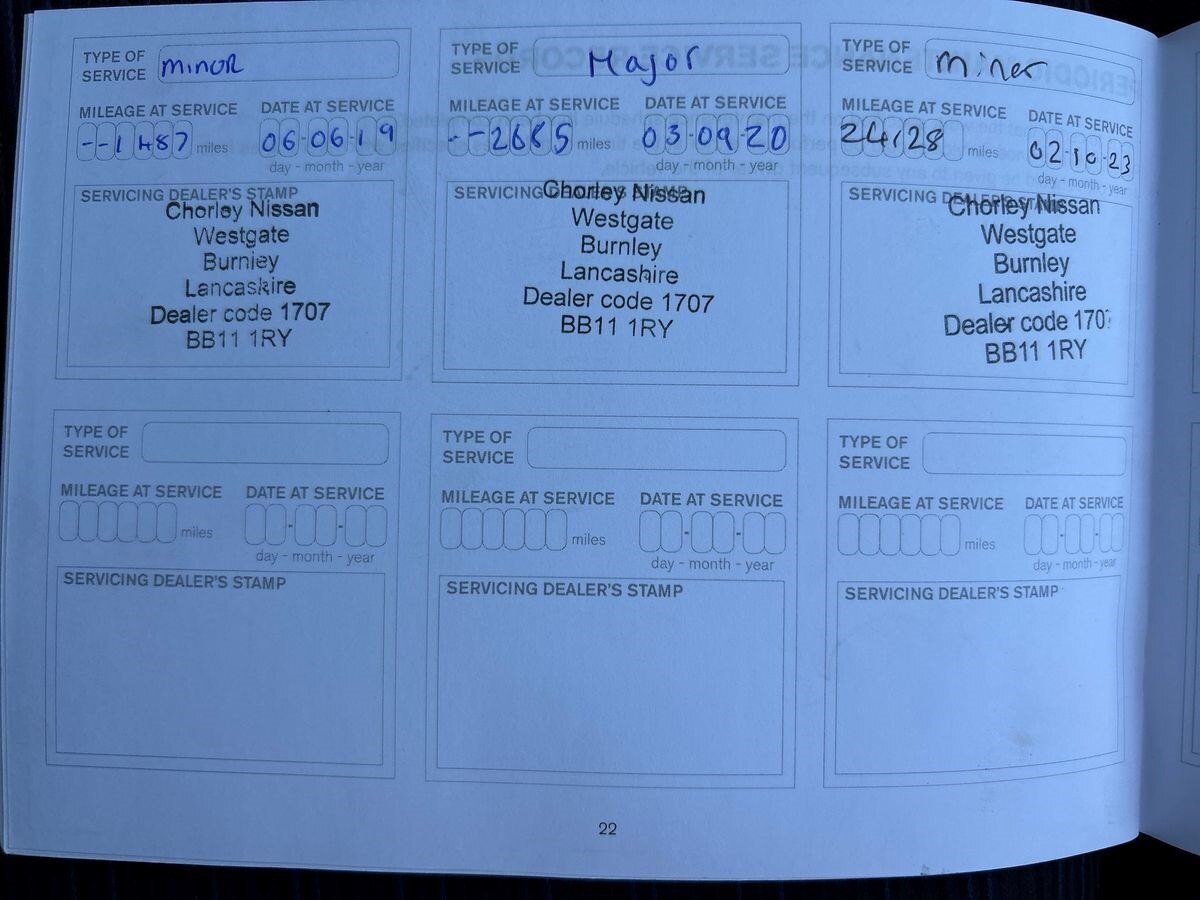 TYPE OF SERVICE minor
MILEAGE AT SERVICE DATE AT SERVICE
--1487 miles 06-06-19
day - month - year
SERVICING DEALER'S STAMP
Chorley Nissan
Westgate
Burnley
Lancashire
Dealer code 1707
BB11 1RY
TYPE OF SERVICE Major
MILEAGE AT SERVICE DATE AT SERVICE
--2685 miles 03-09-20
day - month - year
SERVICING DEALER'S STAMP
Chorley Nissan
Westgate
Burnley
Lancashire
Dealer code 1707
BB11 1RY
TYPE OF SERVICE miner
MILEAGE AT SERVICE DATE AT SERVICE
24128 miles 02-10-23
day - month - year
SERVICING DEALER'S STAMP
Chorley Nissan
Westgate
Burnley
Lancashire
Dealer code 1707
BB11 1RY
TYPE OF SERVICE
MILEAGE AT SERVICE DATE AT SERVICE
miles
day - month - year
SERVICING DEALER'S STAMP
TYPE OF SERVICE
MILEAGE AT SERVICE DATE AT SERVICE
miles
day - month - year
SERVICING DEALER'S STAMP
TYPE OF SERVICE
MILEAGE AT SERVICE DATE AT SERVICE
miles
day - month - year
SERVICING DEALER'S STAMP
22